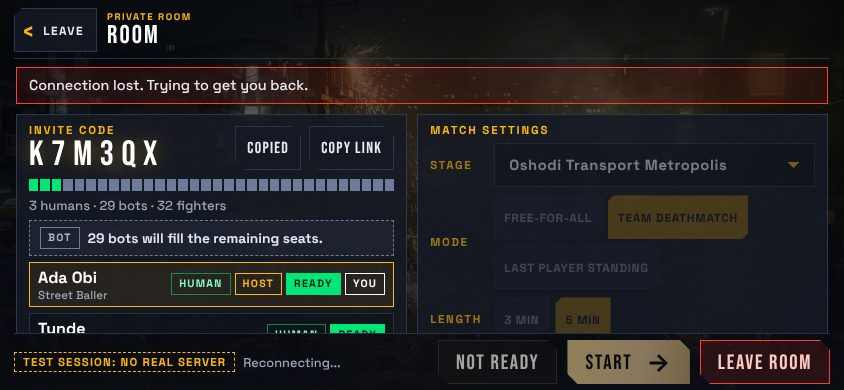 < LEAVE
PRIVATE ROOM
ROOM
Connection lost. Trying to get you back.
INVITE CODE
K7M3QX
COPIED
COPY LINK
3 humans · 29 bots · 32 fighters
BOT 29 bots will fill the remaining seats.
Ada Obi
Street Baller
HUMAN HOST READY YOU
Tunde
HUMAN READY
MATCH SETTINGS
STAGE Oshodi Transport Metropolis
MODE FREE-FOR-ALL TEAM DEATHMATCH
LAST PLAYER STANDING
LENGTH 3 MIN 5 MIN
TEST SESSION: NO REAL SERVER Reconnecting...
NOT READY START → LEAVE ROOM